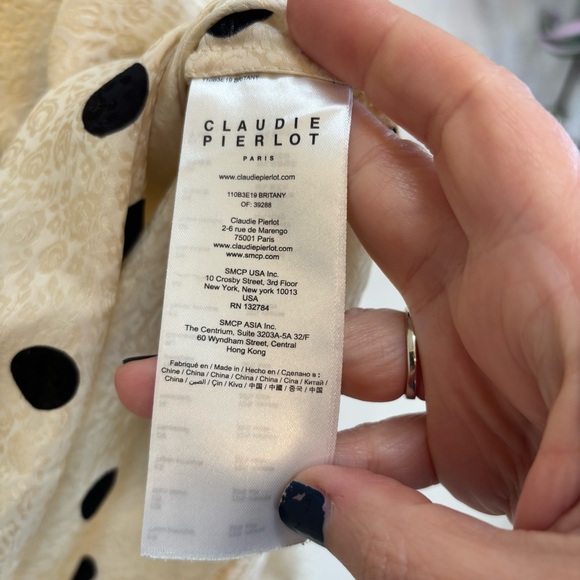 CLAUDIE
PIERLOT
PARIS
www.claudiepierlot.com
110B3E19 BRITANY
OF: 39288
Claudie Pierlot
2-6 rue de Marengo
75001 Paris
www.claudiepierlot.com
www.smcp.com
SMCP USA Inc.
10 Crosby Street, 3rd Floor
New York, New york 10013
USA
RN 132784
SMCP ASIA Inc.
The Centrium, Suite 3203A-5A 32/F
60 Wyndham Street, Central
Hong Kong
Fabriqué en / Made in / Hecho en / Сделано в :
Chine / China / China / China / China / Cina / Китай /
China / الصين / Çin / Κίνα / 中国 / 中國 / 중국 / 中国